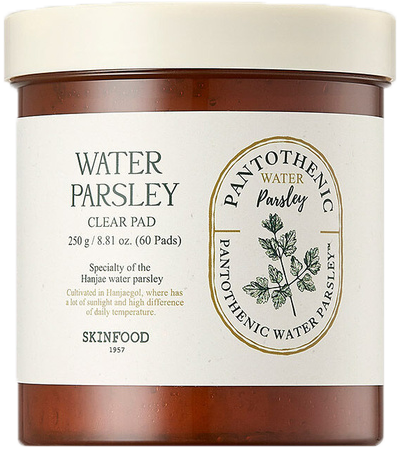 WATER
PARSLEY
CLEAR PAD
250 g / 8.81 oz. (60 Pads)
Specialty of the
Hanjae water parsley
Cultivated in Hanjaegol, where has
a lot of sunlight and high difference
of daily temperature.
SKINFOOD
1957
PANTOTHENIC
WATER
Parsley
PANTOTHENIC WATER PARSLEY™